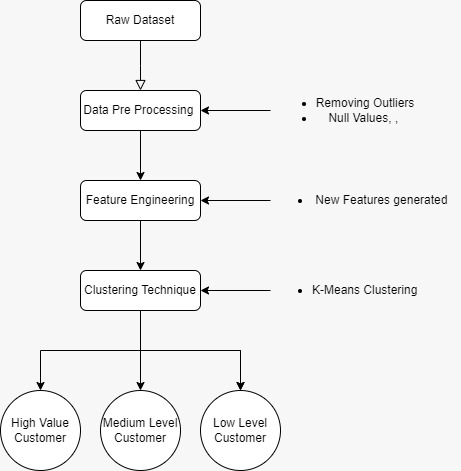 Raw Dataset
Data Pre Processing
• Removing Outliers
• Null Values, ,
Feature Engineering
• New Features generated
Clustering Technique
• K-Means Clustering
High Value
Customer
Medium Level
Customer
Low Level
Customer